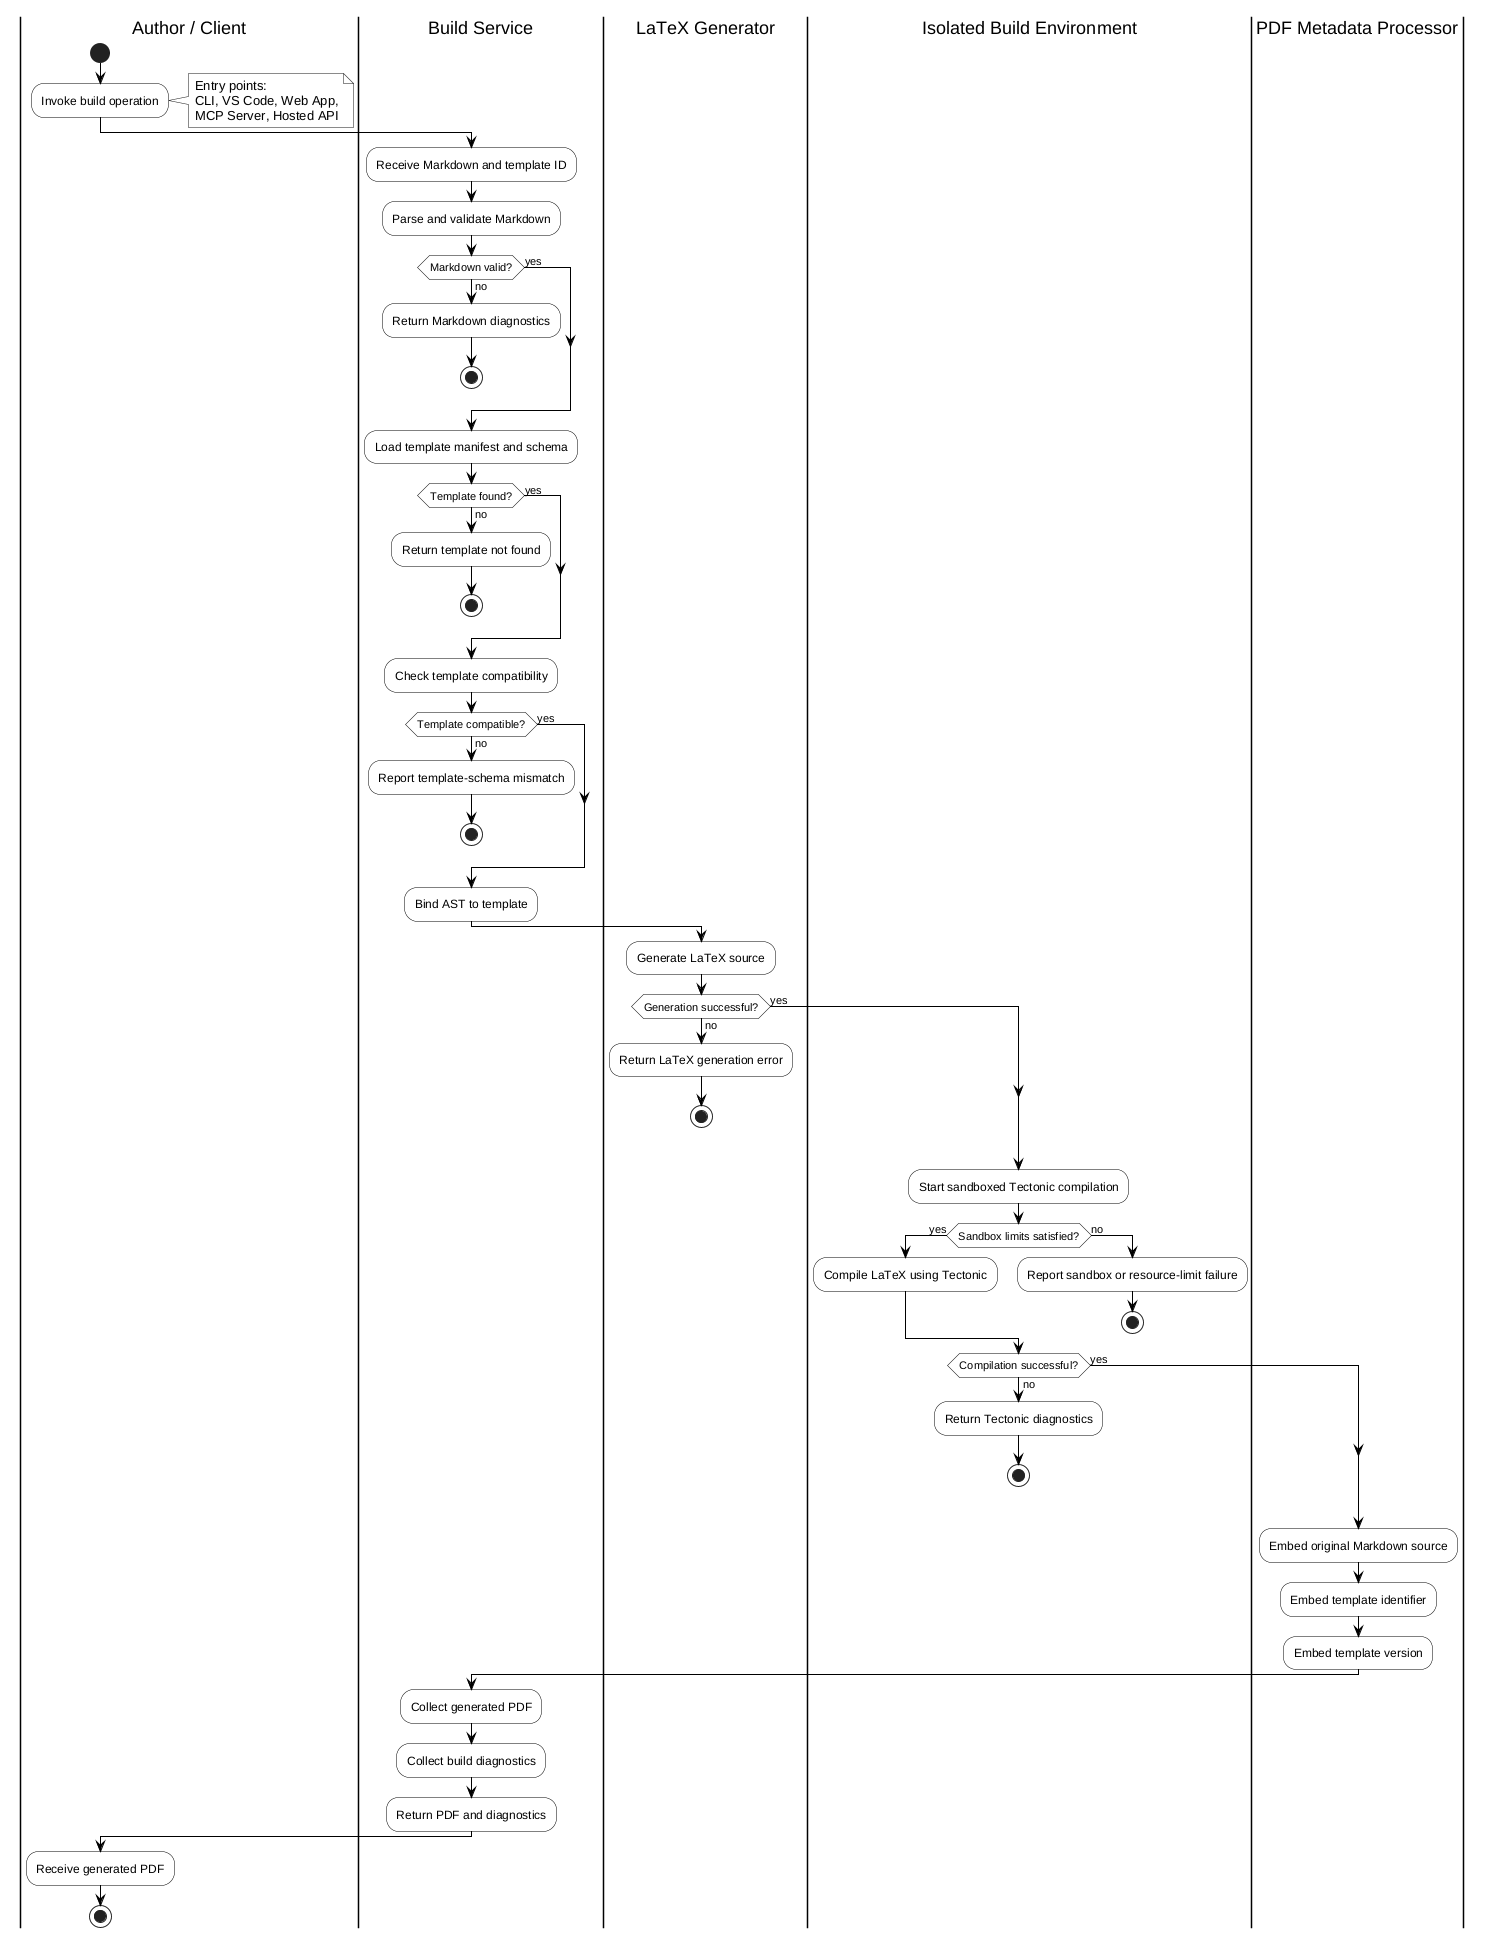 Author / Client
Build Service
LaTeX Generator
Isolated Build Environment
PDF Metadata Processor
Invoke build operation
Entry points:
CLI, VS Code, Web App,
MCP Server, Hosted API
Receive Markdown and template ID
Parse and validate Markdown
Markdown valid?
yes
no
Return Markdown diagnostics
Load template manifest and schema
Template found?
yes
no
Return template not found
Check template compatibility
Template compatible?
yes
no
Report template-schema mismatch
Bind AST to template
Generate LaTeX source
Generation successful?
yes
no
Return LaTeX generation error
Start sandboxed Tectonic compilation
yes
Sandbox limits satisfied?
no
Compile LaTeX using Tectonic
Report sandbox or resource-limit failure
Compilation successful?
yes
no
Return Tectonic diagnostics
Embed original Markdown source
Embed template identifier
Embed template version
Collect generated PDF
Collect build diagnostics
Return PDF and diagnostics
Receive generated PDF